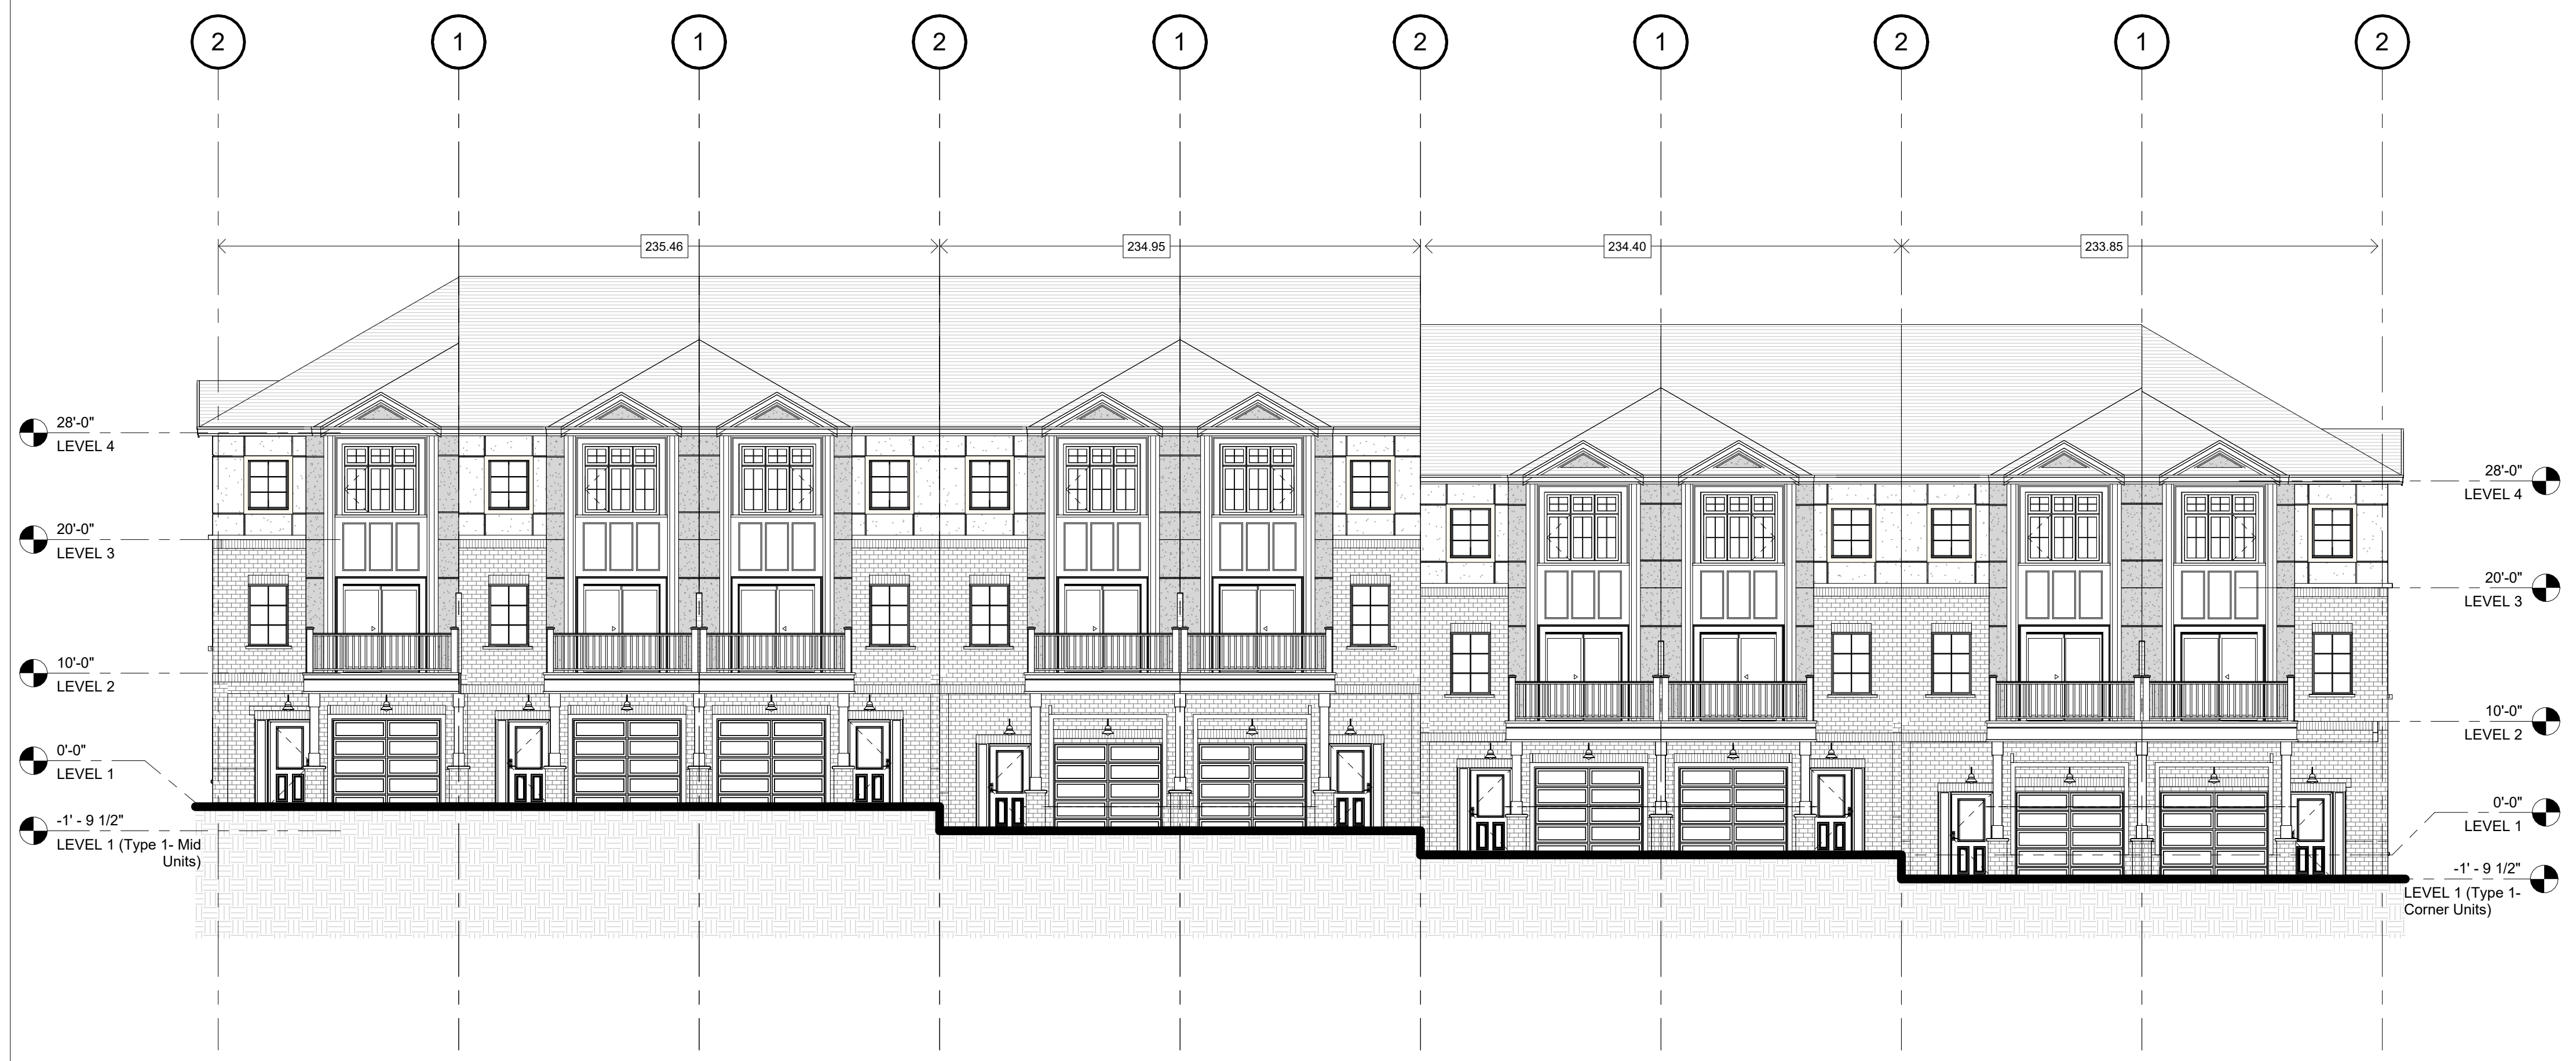 2 1 1 2 1 2 1 2 1 2
235.46 234.95 234.40 233.85
28'-0"
LEVEL 4
20'-0"
LEVEL 3
10'-0"
LEVEL 2
0'-0"
LEVEL 1
-1' - 9 1/2"
LEVEL 1 (Type 1- Mid
Units)
28'-0"
LEVEL 4
20'-0"
LEVEL 3
10'-0"
LEVEL 2
0'-0"
LEVEL 1
-1' - 9 1/2"
LEVEL 1 (Type 1-
Corner Units)